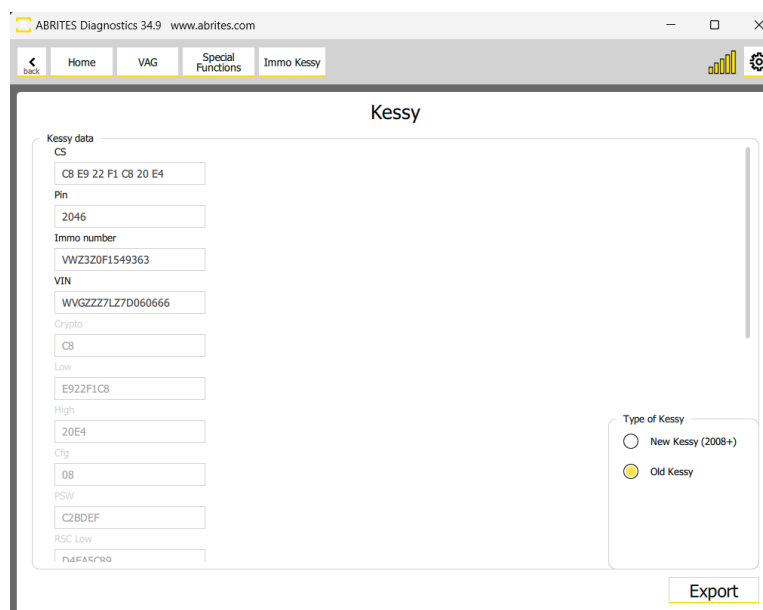 ABRITES Diagnostics 34.9 www.abrites.com
back
Home
VAG
Special
Functions
Immo Kessy
Kessy
Kessy data
CS
C8 E9 22 F1 C8 20 E4
Pin
2046
Immo number
VWZ3Z0F1549363
VIN
WVGZZZ7LZ7D060666
Crypto
C8
Low
E922F1C8
High
20E4
Cfg
08
PSW
C2BDEF
RSC Low
D4EA5C89
Type of Kessy
New Kessy (2008+)
Old Kessy
Export